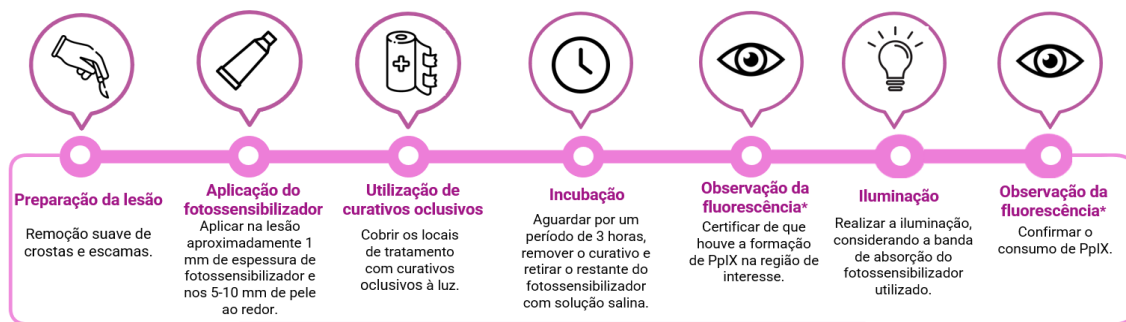 Preparação da lesão
Remoção suave de
crostas e escamas.
Aplicação do
fotossensibilizador
Aplicar na lesão
aproximadamente 1
mm de espessura de
fotossensibilizador e
nos 5-10 mm de pele
ao redor.
Utilização de
curativos oclusivos
Cobrir os locais
de tratamento
com curativos
oclusivos à luz.
Incubação
Aguardar por um
período de 3 horas,
remover o curativo e
retirar o restante do
fotossensibilizador
com solução salina.
Observação da
fluorescência*
Certificar de que
houve a formação
de PpIX na região de
interesse.
Iluminação
Realizar a iluminação,
considerando a banda
de absorção do
fotossensibilizador
utilizado.
Observação da
fluorescência*
Confirmar o
consumo de PpIX.